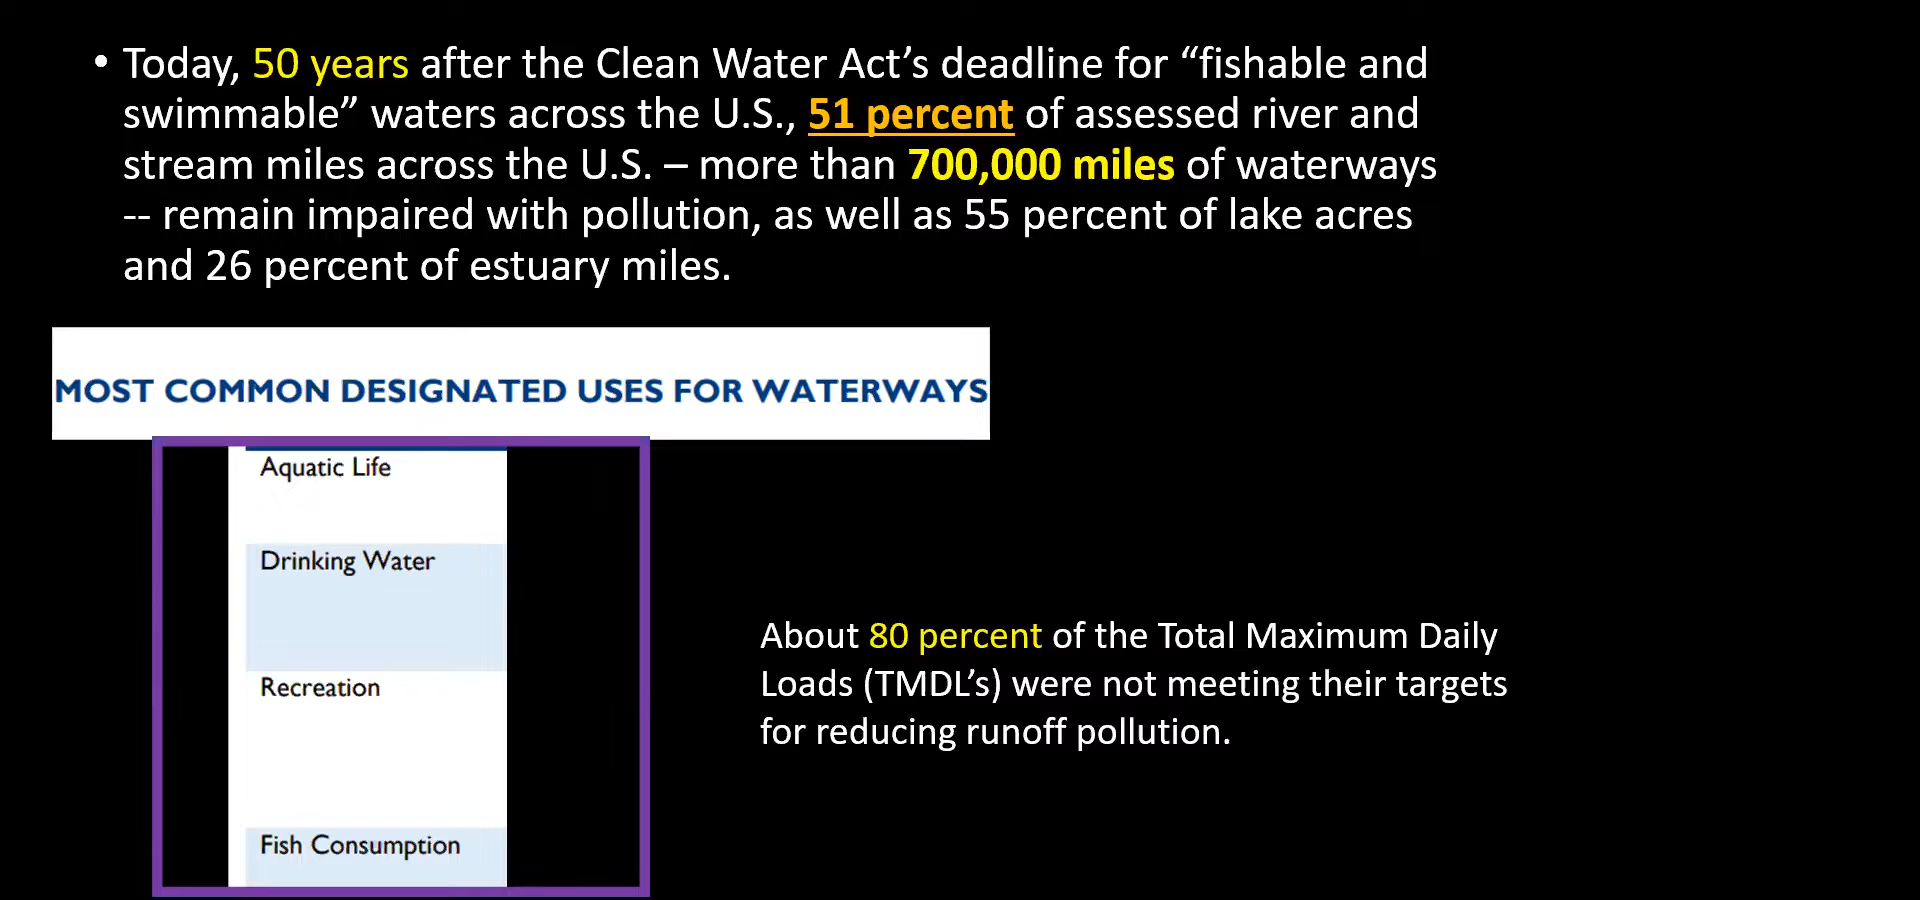 • Today, 50 years after the Clean Water Act’s deadline for “fishable and
swimmable” waters across the U.S., 51 percent of assessed river and
stream miles across the U.S. – more than 700,000 miles of waterways
-- remain impaired with pollution, as well as 55 percent of lake acres
and 26 percent of estuary miles.
MOST COMMON DESIGNATED USES FOR WATERWAYS
Aquatic Life
Drinking Water
Recreation
Fish Consumption
About 80 percent of the Total Maximum Daily
Loads (TMDL’s) were not meeting their targets
for reducing runoff pollution.